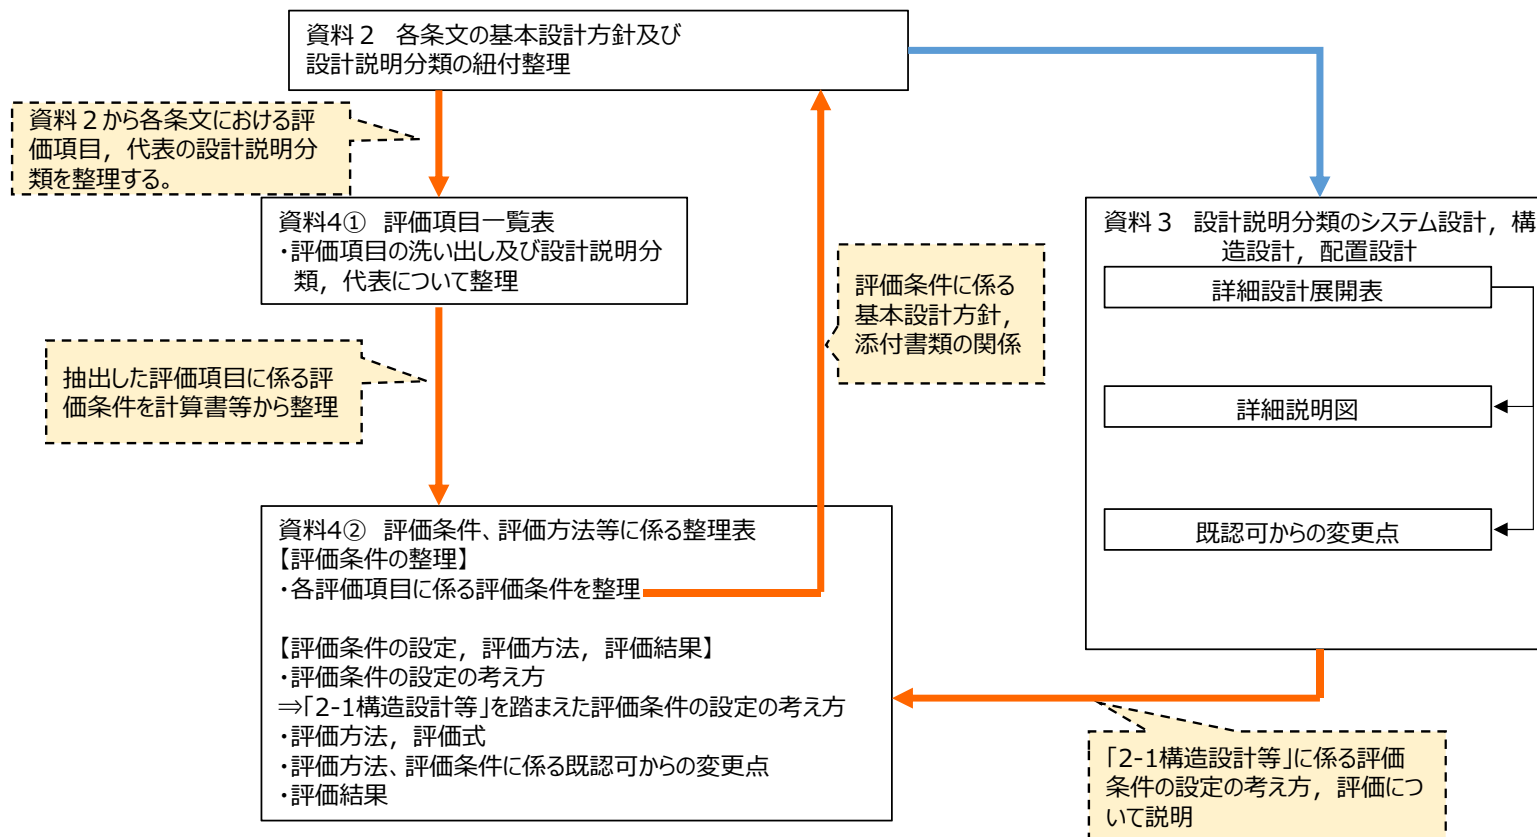 資料２　各条文の基本設計方針及び
設計説明分類の紐付整理
資料２から各条文における評
価項目，代表の設計説明分
類を整理する。
資料4①　評価項目一覧表
・評価項目の洗い出し及び設計説明分
類，代表について整理
抽出した評価項目に係る評
価条件を計算書等から整理
評価条件に係る
基本設計方針，
添付書類の関係
資料4②　評価条件、評価方法等に係る整理表
【評価条件の整理】
・各評価項目に係る評価条件を整理
【評価条件の設定，評価方法，評価結果】
・評価条件の設定の考え方
⇒「2-1構造設計等」を踏まえた評価条件の設定の考え方
・評価方法，評価式
・評価方法、評価条件に係る既認可からの変更点
・評価結果
資料３　設計説明分類のシステム設計，構
造設計，配置設計
詳細設計展開表
詳細説明図
既認可からの変更点
「2-1構造設計等」に係る評価
条件の設定の考え方，評価につ
いて説明